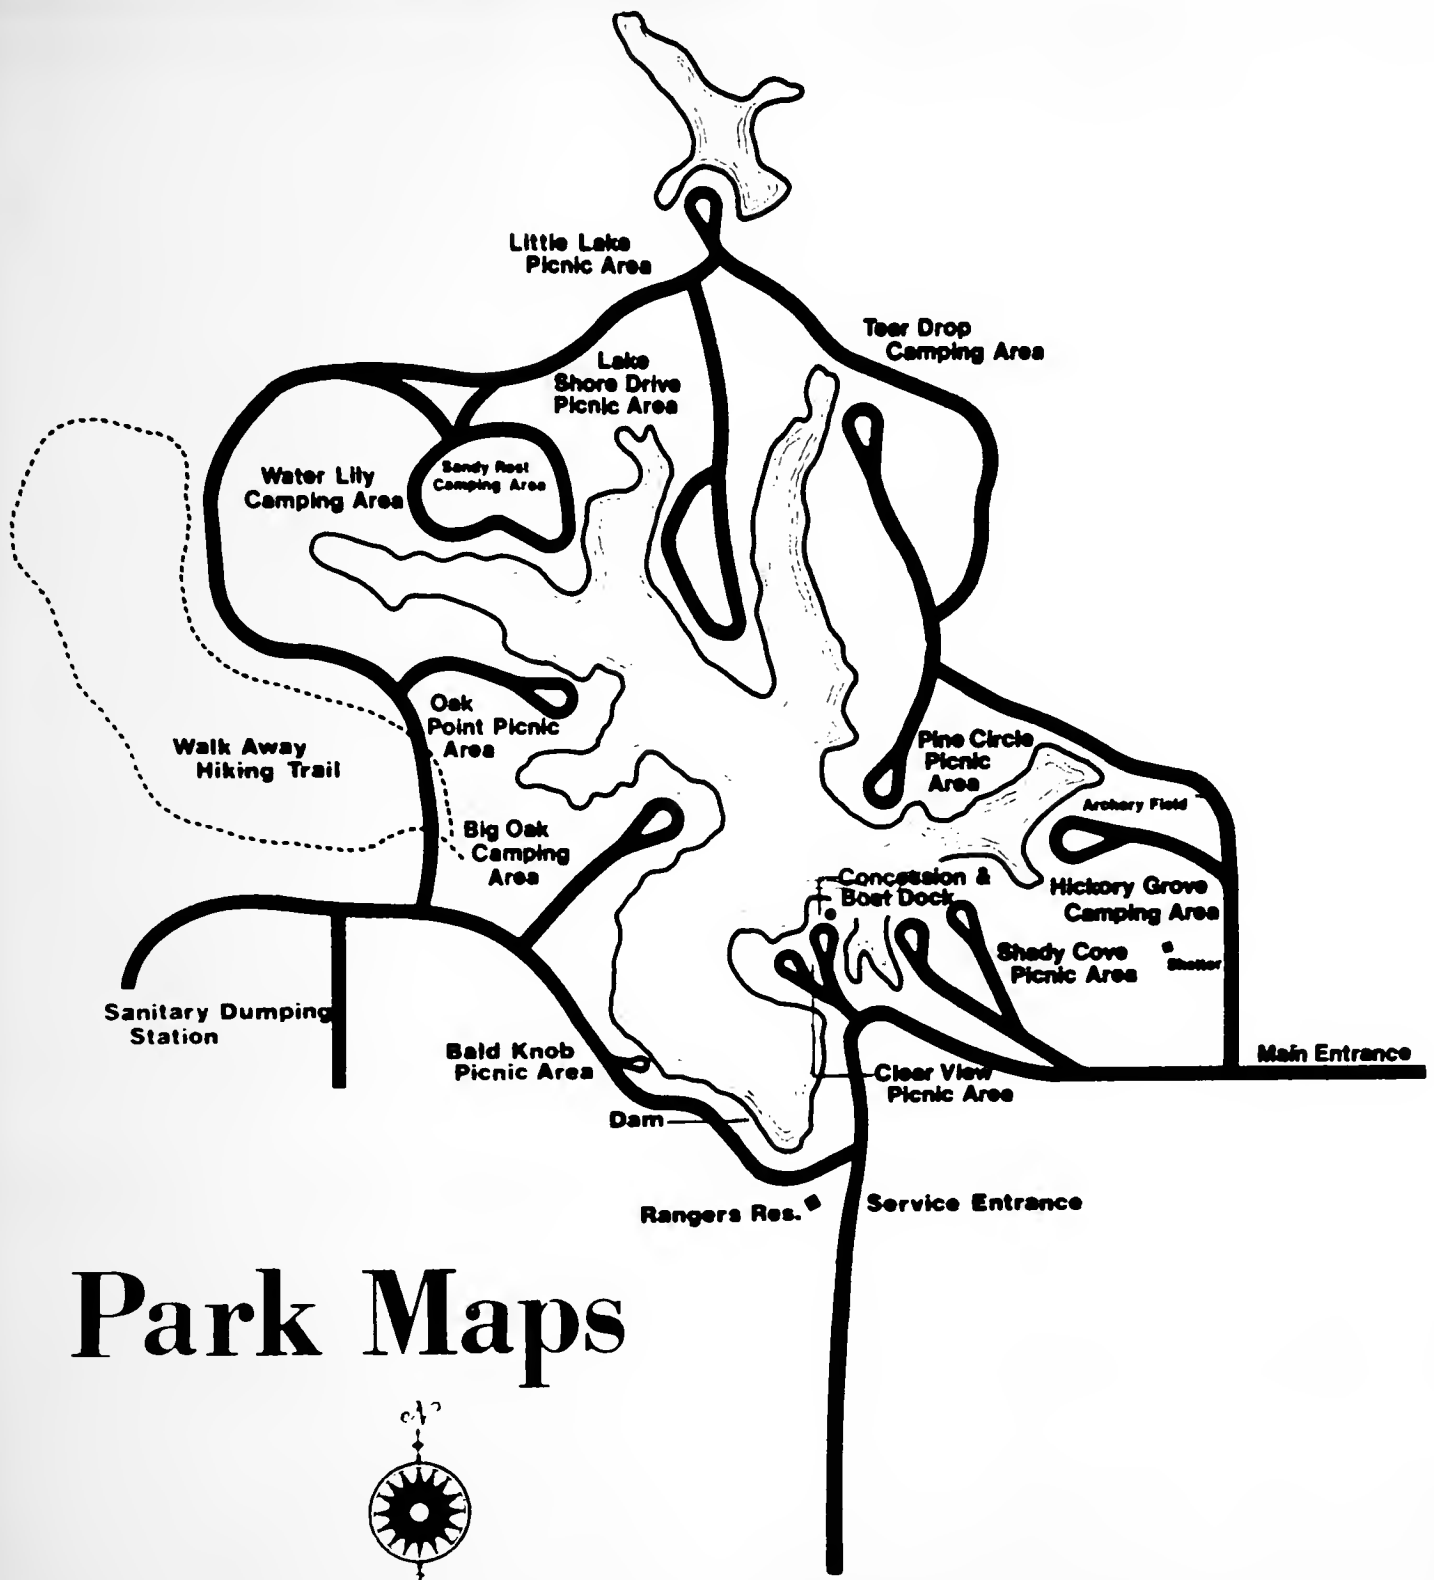 Little Lake
Picnic Area
Tear Drop
Camping Area
Lake
Shore Drive
Picnic Area
Sandy Rest
Camping Area
Water Lily
Camping Area
Oak
Point Picnic
Area
Walk Away
Hiking Trail
Pine Circle
Picnic
Area
Archery Field
Big Oak
Camping
Area
Concession &
Boat Dock
Hickory Grove
Camping Area
Shady Cove
Picnic Area
Shelter
Sanitary Dumping
Station
Bald Knob
Picnic Area
Main Entrance
Clear View
Picnic Area
Dam
Rangers Res.
Service Entrance
Park Maps
N